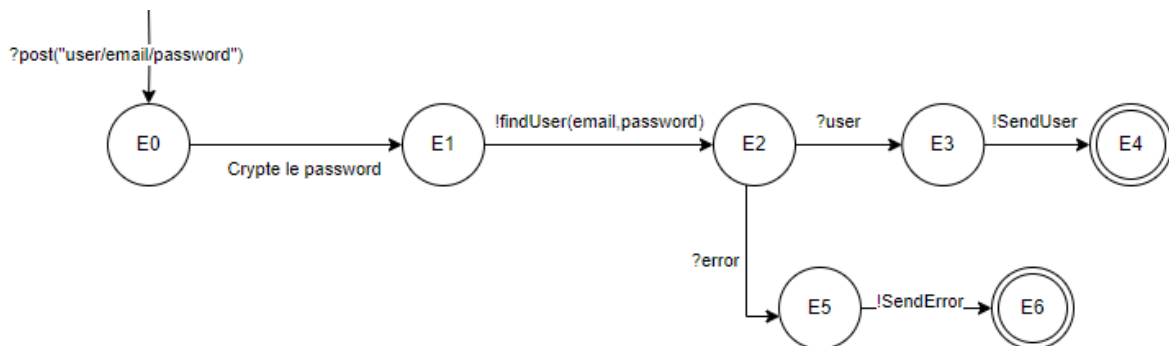 ?post("user/email/password")
!findUser(email,password)
?user
!SendUser
E0
E1
E2
E3
E4
Crypte le password
?error
!SendError
E5
E6